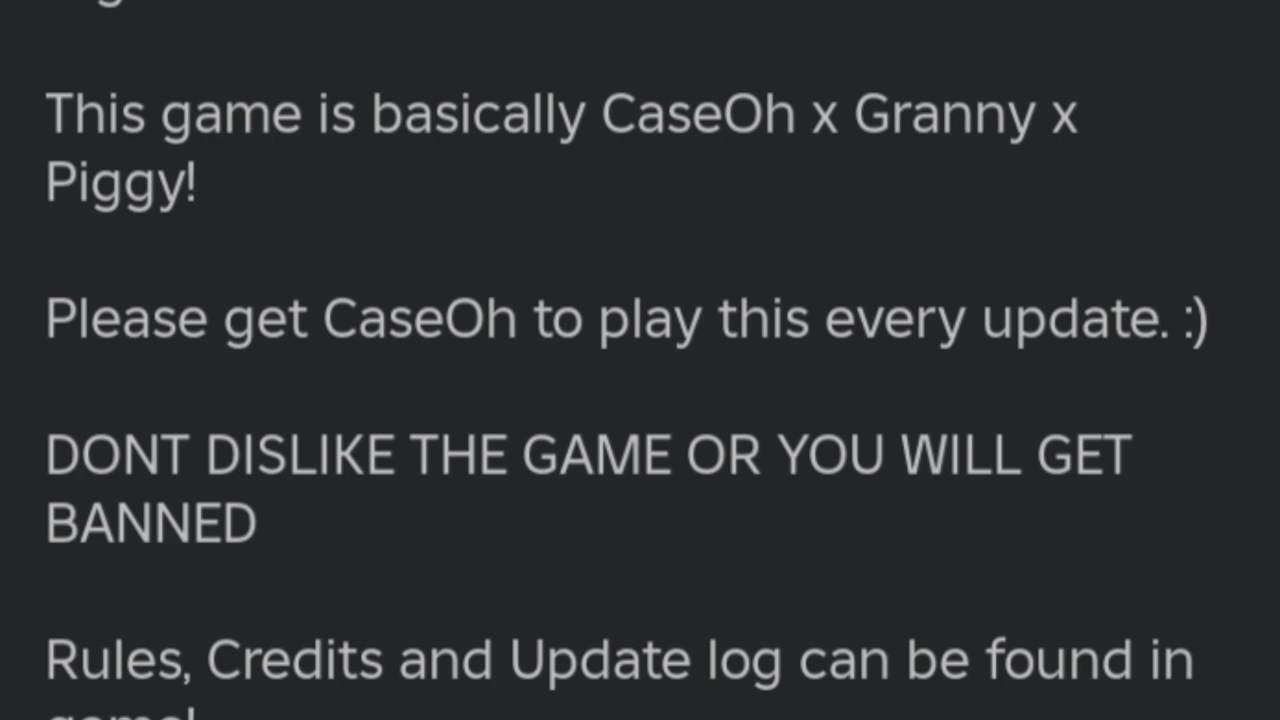 This game is basically CaseOh x Granny x
Piggy!
Please get CaseOh to play this every update. :)
DONT DISLIKE THE GAME OR YOU WILL GET
BANNED
Rules, Credits and Update log can be found in
game!